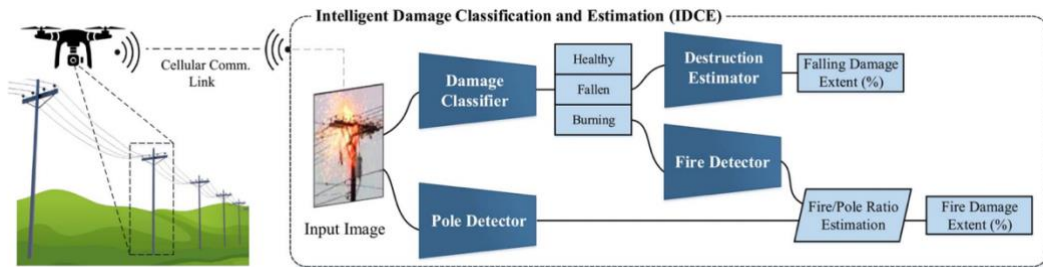 Intelligent Damage Classification and Estimation (IDCE)
Cellular Comm.
Link
Input Image
Damage
Classifier
Healthy
Fallen
Burning
Destruction
Estimator
Falling Damage
Extent (%)
Fire Detector
Pole Detector
Fire/Pole Ratio
Estimation
Fire Damage
Extent (%)